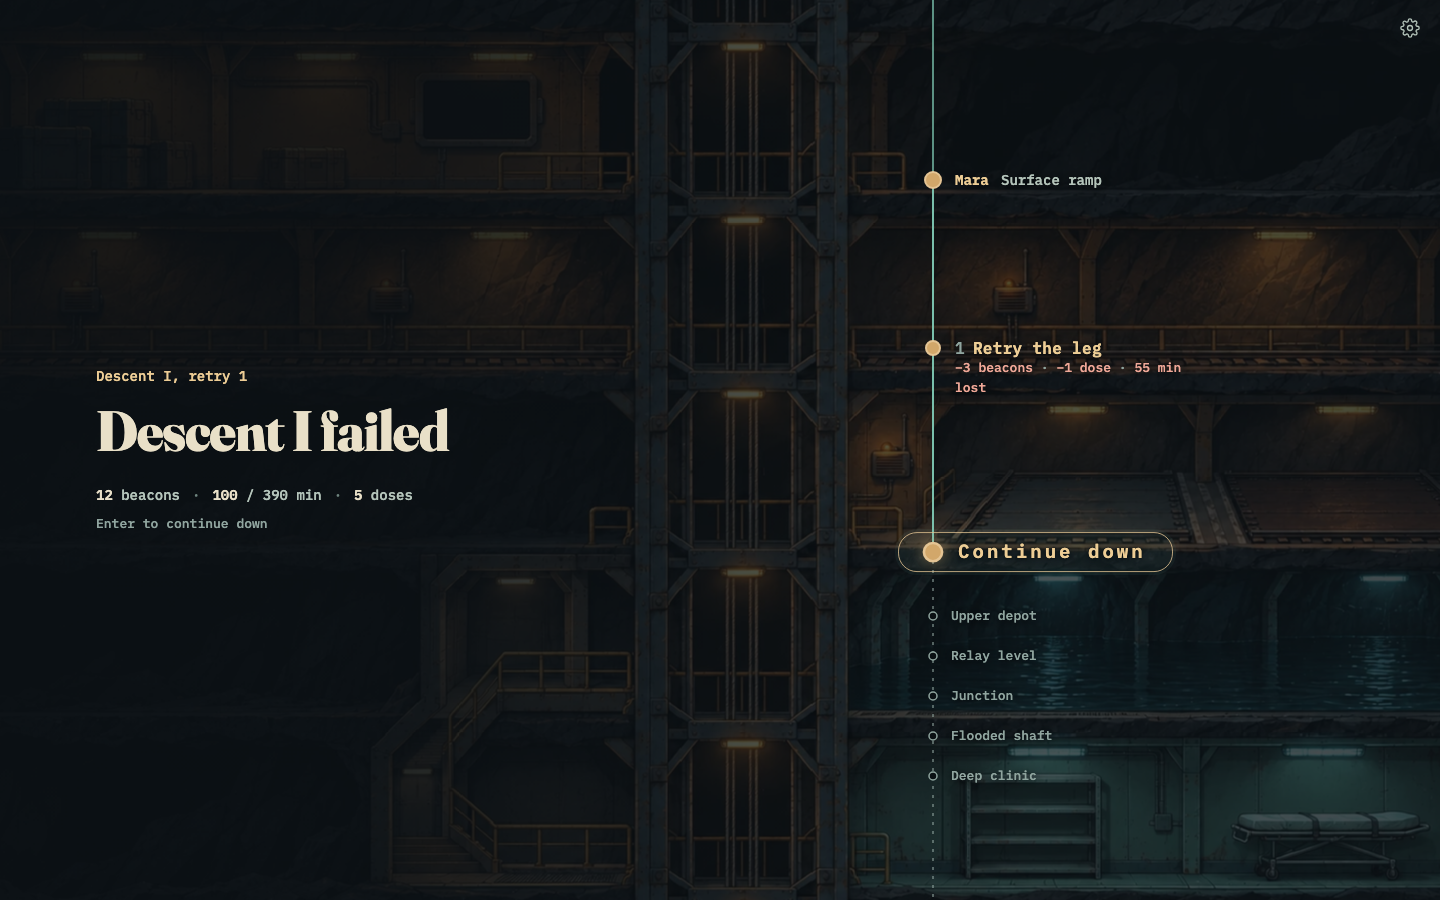 Mara Surface ramp
1 Retry the leg
−3 beacons · −1 dose · 55 min
lost
Descent I, retry 1
Descent I failed
12 beacons · 100 / 390 min · 5 doses
Enter to continue down
Continue down
Upper depot
Relay level
Junction
Flooded shaft
Deep clinic